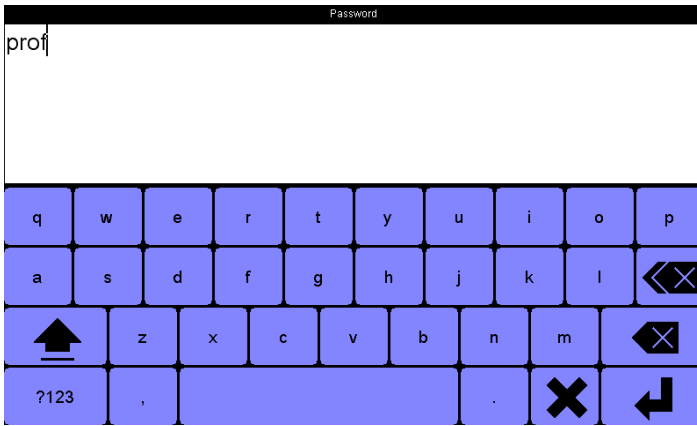 Password
prof
q w e r t y u i o p
a s d f g h j k l
z x c v b n m
?123 , .